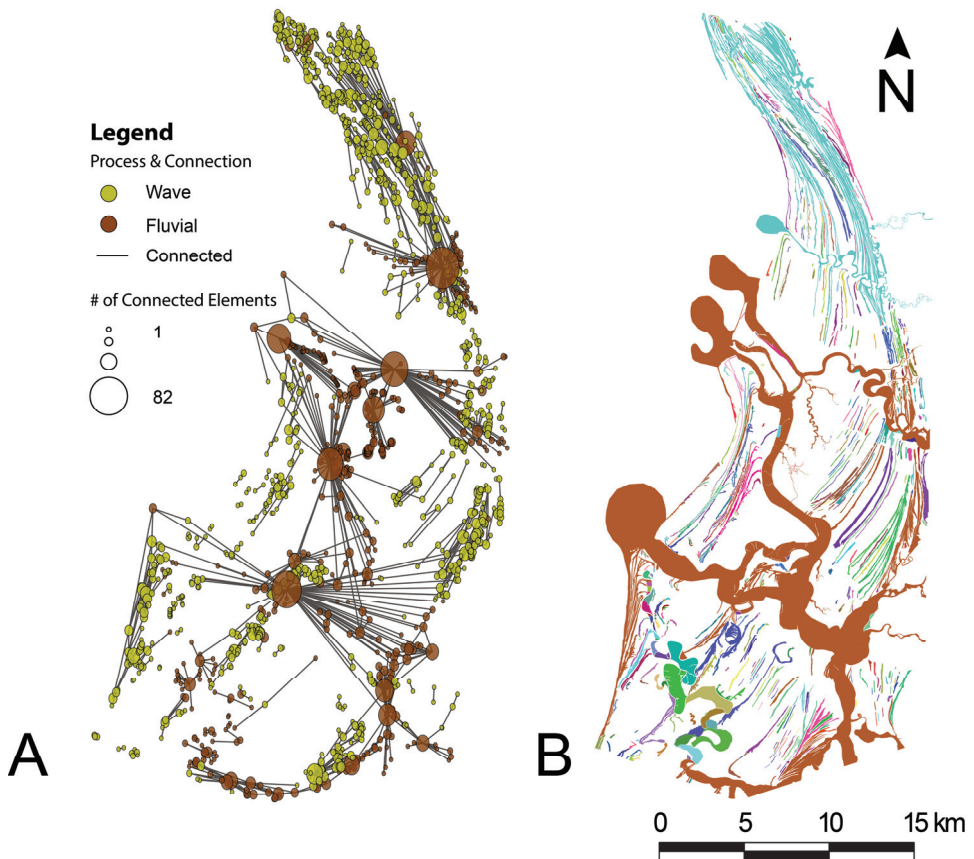 Legend
Process & Connection
Wave
Fluvial
Connected
# of Connected Elements
1
82
A
N
B
0 5 10 15 km